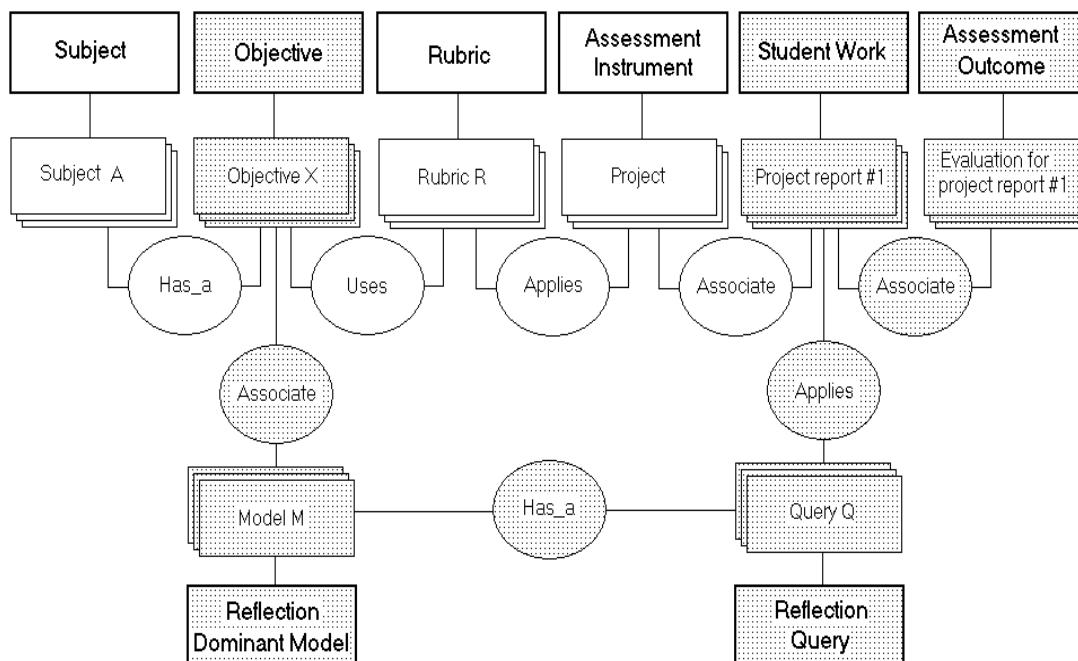 Subject
Objective
Rubric
Assessment
Instrument
Student Work
Assessment
Outcome
Subject A
Objective X
Rubric R
Project
Project report #1
Evaluation for
project report #1
Has_a
Uses
Applies
Associate
Associate
Associate
Applies
Model M
Has_a
Query Q
Reflection
Dominant Model
Reflection
Query